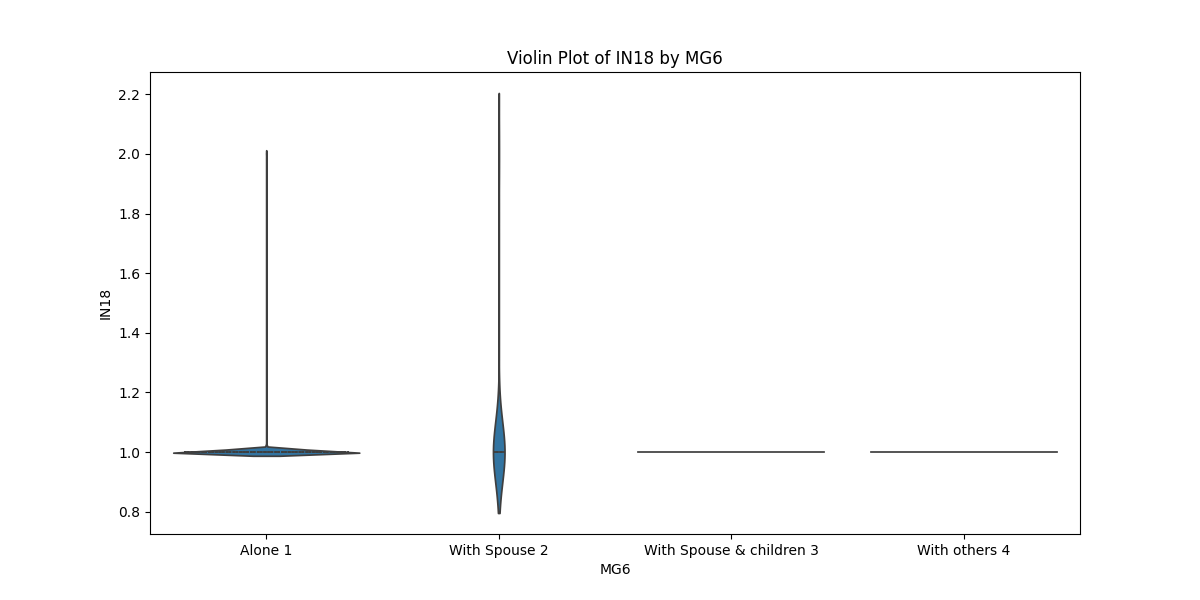 Violin Plot of IN18 by MG6
IN18
2.2
2.0
1.8
1.6
1.4
1.2
1.0
0.8
Alone 1
With Spouse 2
With Spouse & children 3
With others 4
MG6